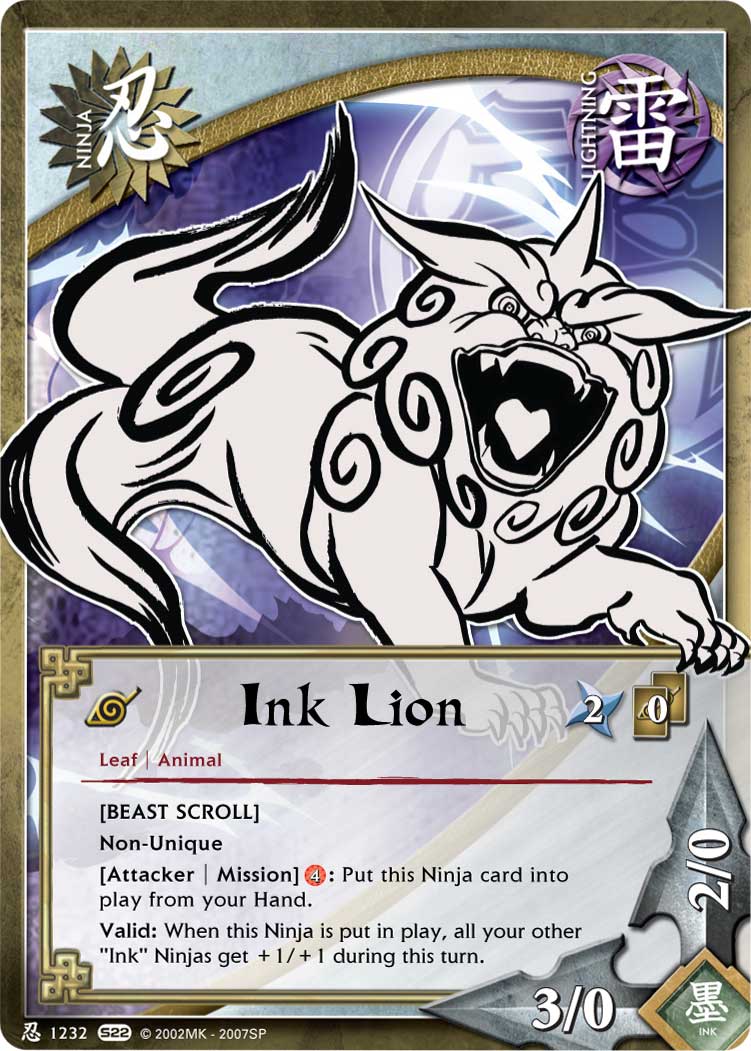 NINJA
忍
LIGHTNING
雷
Ink Lion
2
0
Leaf | Animal
[BEAST SCROLL]
Non-Unique
[Attacker | Mission] 4: Put this Ninja card into
play from your Hand.
Valid: When this Ninja is put in play, all your other
"Ink" Ninjas get +1/+1 during this turn.
2/0
3/0
墨
INK
忍 1232 S22 © 2002MK - 2007SP